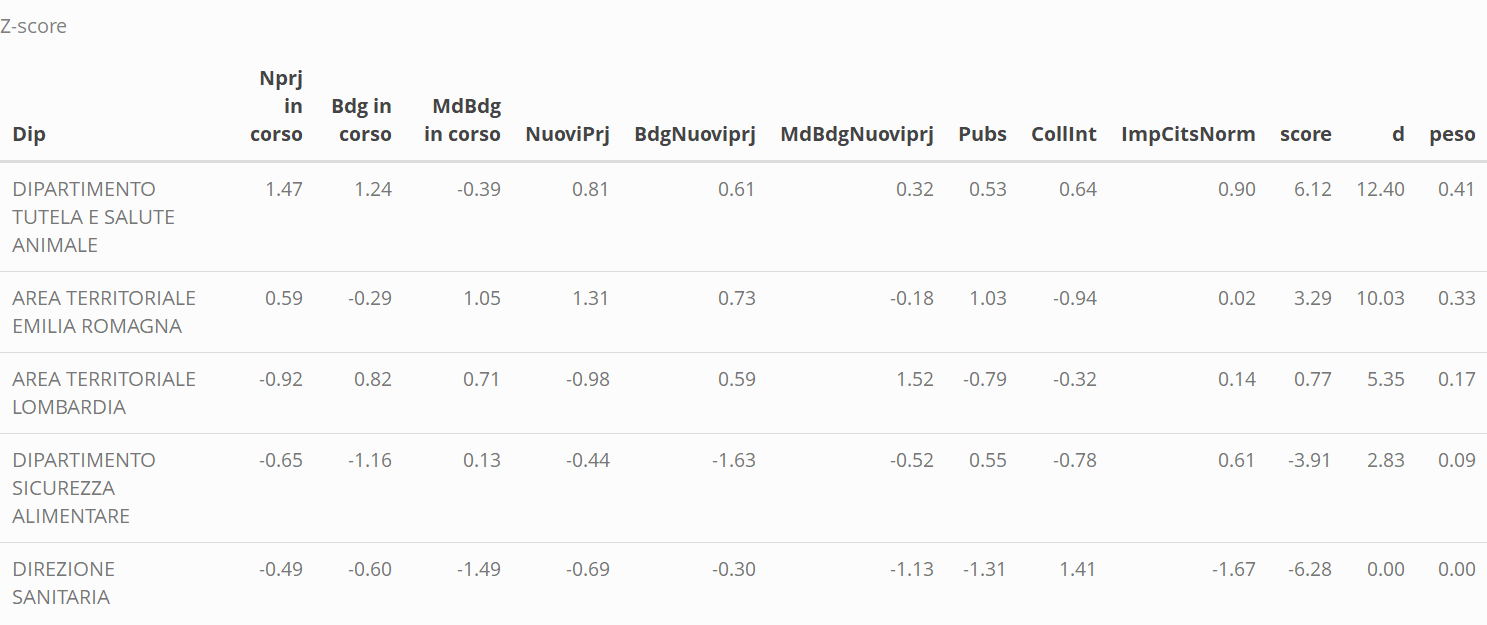 Z-score
Dip Nprj in corso Bdg in corso MdBdg in corso NuoviPrj BdgNuoviprj MdBdgNuoviprj Pubs CollInt ImpCitsNorm score d peso
DIPARTIMENTO 1.47 1.24 -0.39 0.81 0.61 0.32 0.53 0.64 0.90 6.12 12.40 0.41
TUTELA E SALUTE
ANIMALE
AREA TERRITORIALE 0.59 -0.29 1.05 1.31 0.73 -0.18 1.03 -0.94 0.02 3.29 10.03 0.33
EMILIA ROMAGNA
AREA TERRITORIALE -0.92 0.82 0.71 -0.98 0.59 1.52 -0.79 -0.32 0.14 0.77 5.35 0.17
LOMBARDIA
DIPARTIMENTO -0.65 -1.16 0.13 -0.44 -1.63 -0.52 0.55 -0.78 0.61 -3.91 2.83 0.09
SICUREZZA
ALIMENTARE
DIREZIONE -0.49 -0.60 -1.49 -0.69 -0.30 -1.13 -1.31 1.41 -1.67 -6.28 0.00 0.00
SANITARIA